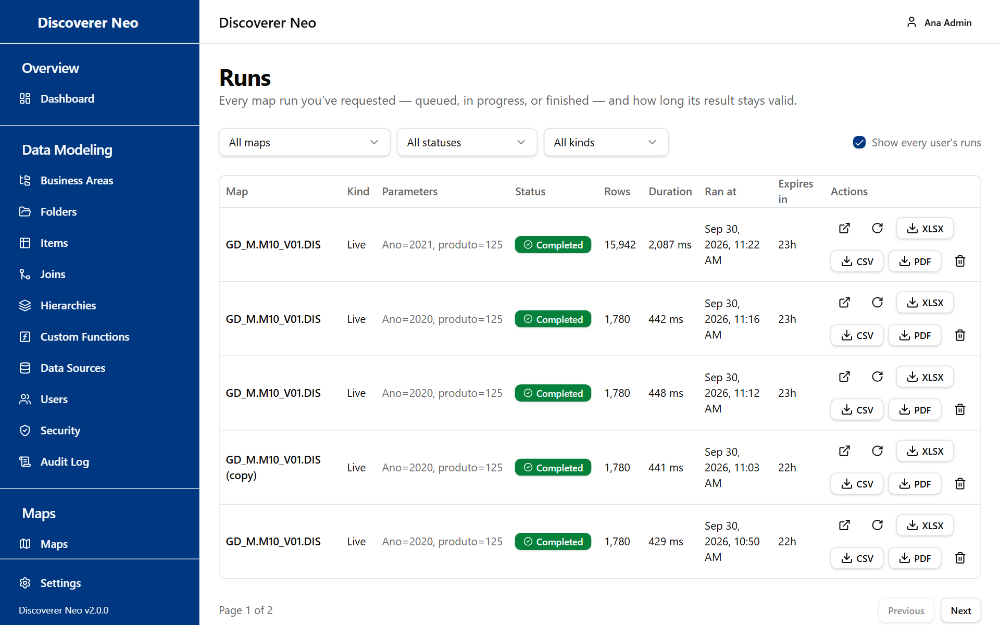 Discoverer Neo
Overview
Dashboard
Data Modeling
Business Areas
Folders
Items
Joins
Hierarchies
Custom Functions
Data Sources
Users
Security
Audit Log
Maps
Maps
Settings
Discoverer Neo v2.0.0
Discoverer Neo
Ana Admin
Runs
Every map run you've requested — queued, in progress, or finished — and how long its result stays valid.
All maps
All statuses
All kinds
Show every user's runs
Map Kind Parameters Status Rows Duration Ran at Expires in Actions
GD_M.M10_V01.DIS Live Ano=2021, produto=125 Completed 15,942 2,087 ms Sep 30, 2026, 11:22 AM 23h XLSX
CSV PDF
GD_M.M10_V01.DIS Live Ano=2020, produto=125 Completed 1,780 442 ms Sep 30, 2026, 11:16 AM 23h XLSX
CSV PDF
GD_M.M10_V01.DIS Live Ano=2020, produto=125 Completed 1,780 448 ms Sep 30, 2026, 11:12 AM 23h XLSX
CSV PDF
GD_M.M10_V01.DIS (copy) Live Ano=2020, produto=125 Completed 1,780 441 ms Sep 30, 2026, 11:03 AM 22h XLSX
CSV PDF
GD_M.M10_V01.DIS Live Ano=2020, produto=125 Completed 1,780 429 ms Sep 30, 2026, 10:50 AM 22h XLSX
CSV PDF
Page 1 of 2
Previous
Next